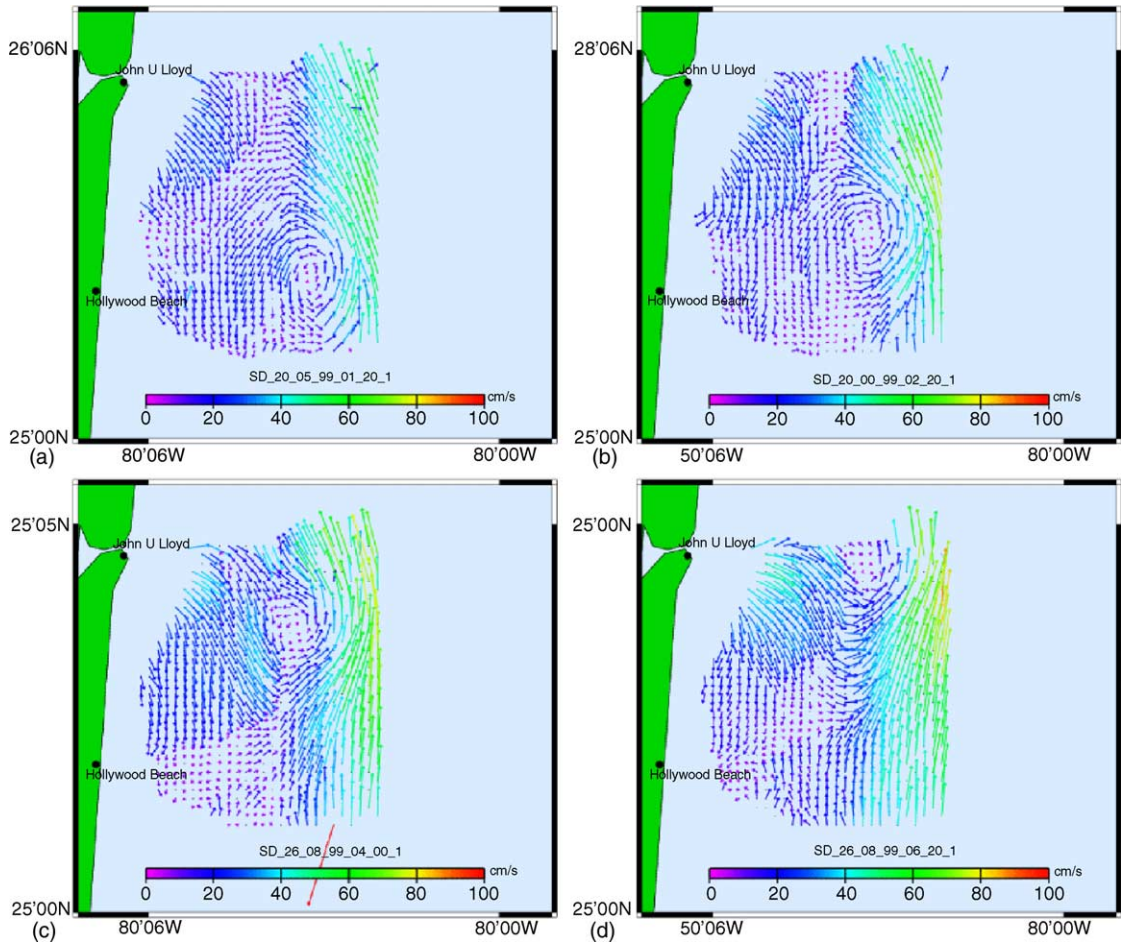 26'06N
John U Lloyd
Hollywood Beach
SD_20_05_99_01_20_1
cm/s
0 20 40 60 80 100
25'00N
80'06W 80'00W
(a)
28'06N
John U Lloyd
Hollywood Beach
SD_20_00_99_02_20_1
cm/s
0 20 40 60 80 100
25'00N
50'06W 80'00W
(b)
25'05N
John U Lloyd
Hollywood Beach
SD_26_08_99_04_00_1
cm/s
0 20 40 60 80 100
25'00N
80'06W 80'00W
(c)
25'00N
John U Lloyd
Hollywood Beach
SD_26_08_99_06_20_1
cm/s
0 20 40 60 80 100
25'00N
50'06W 80'00W
(d)